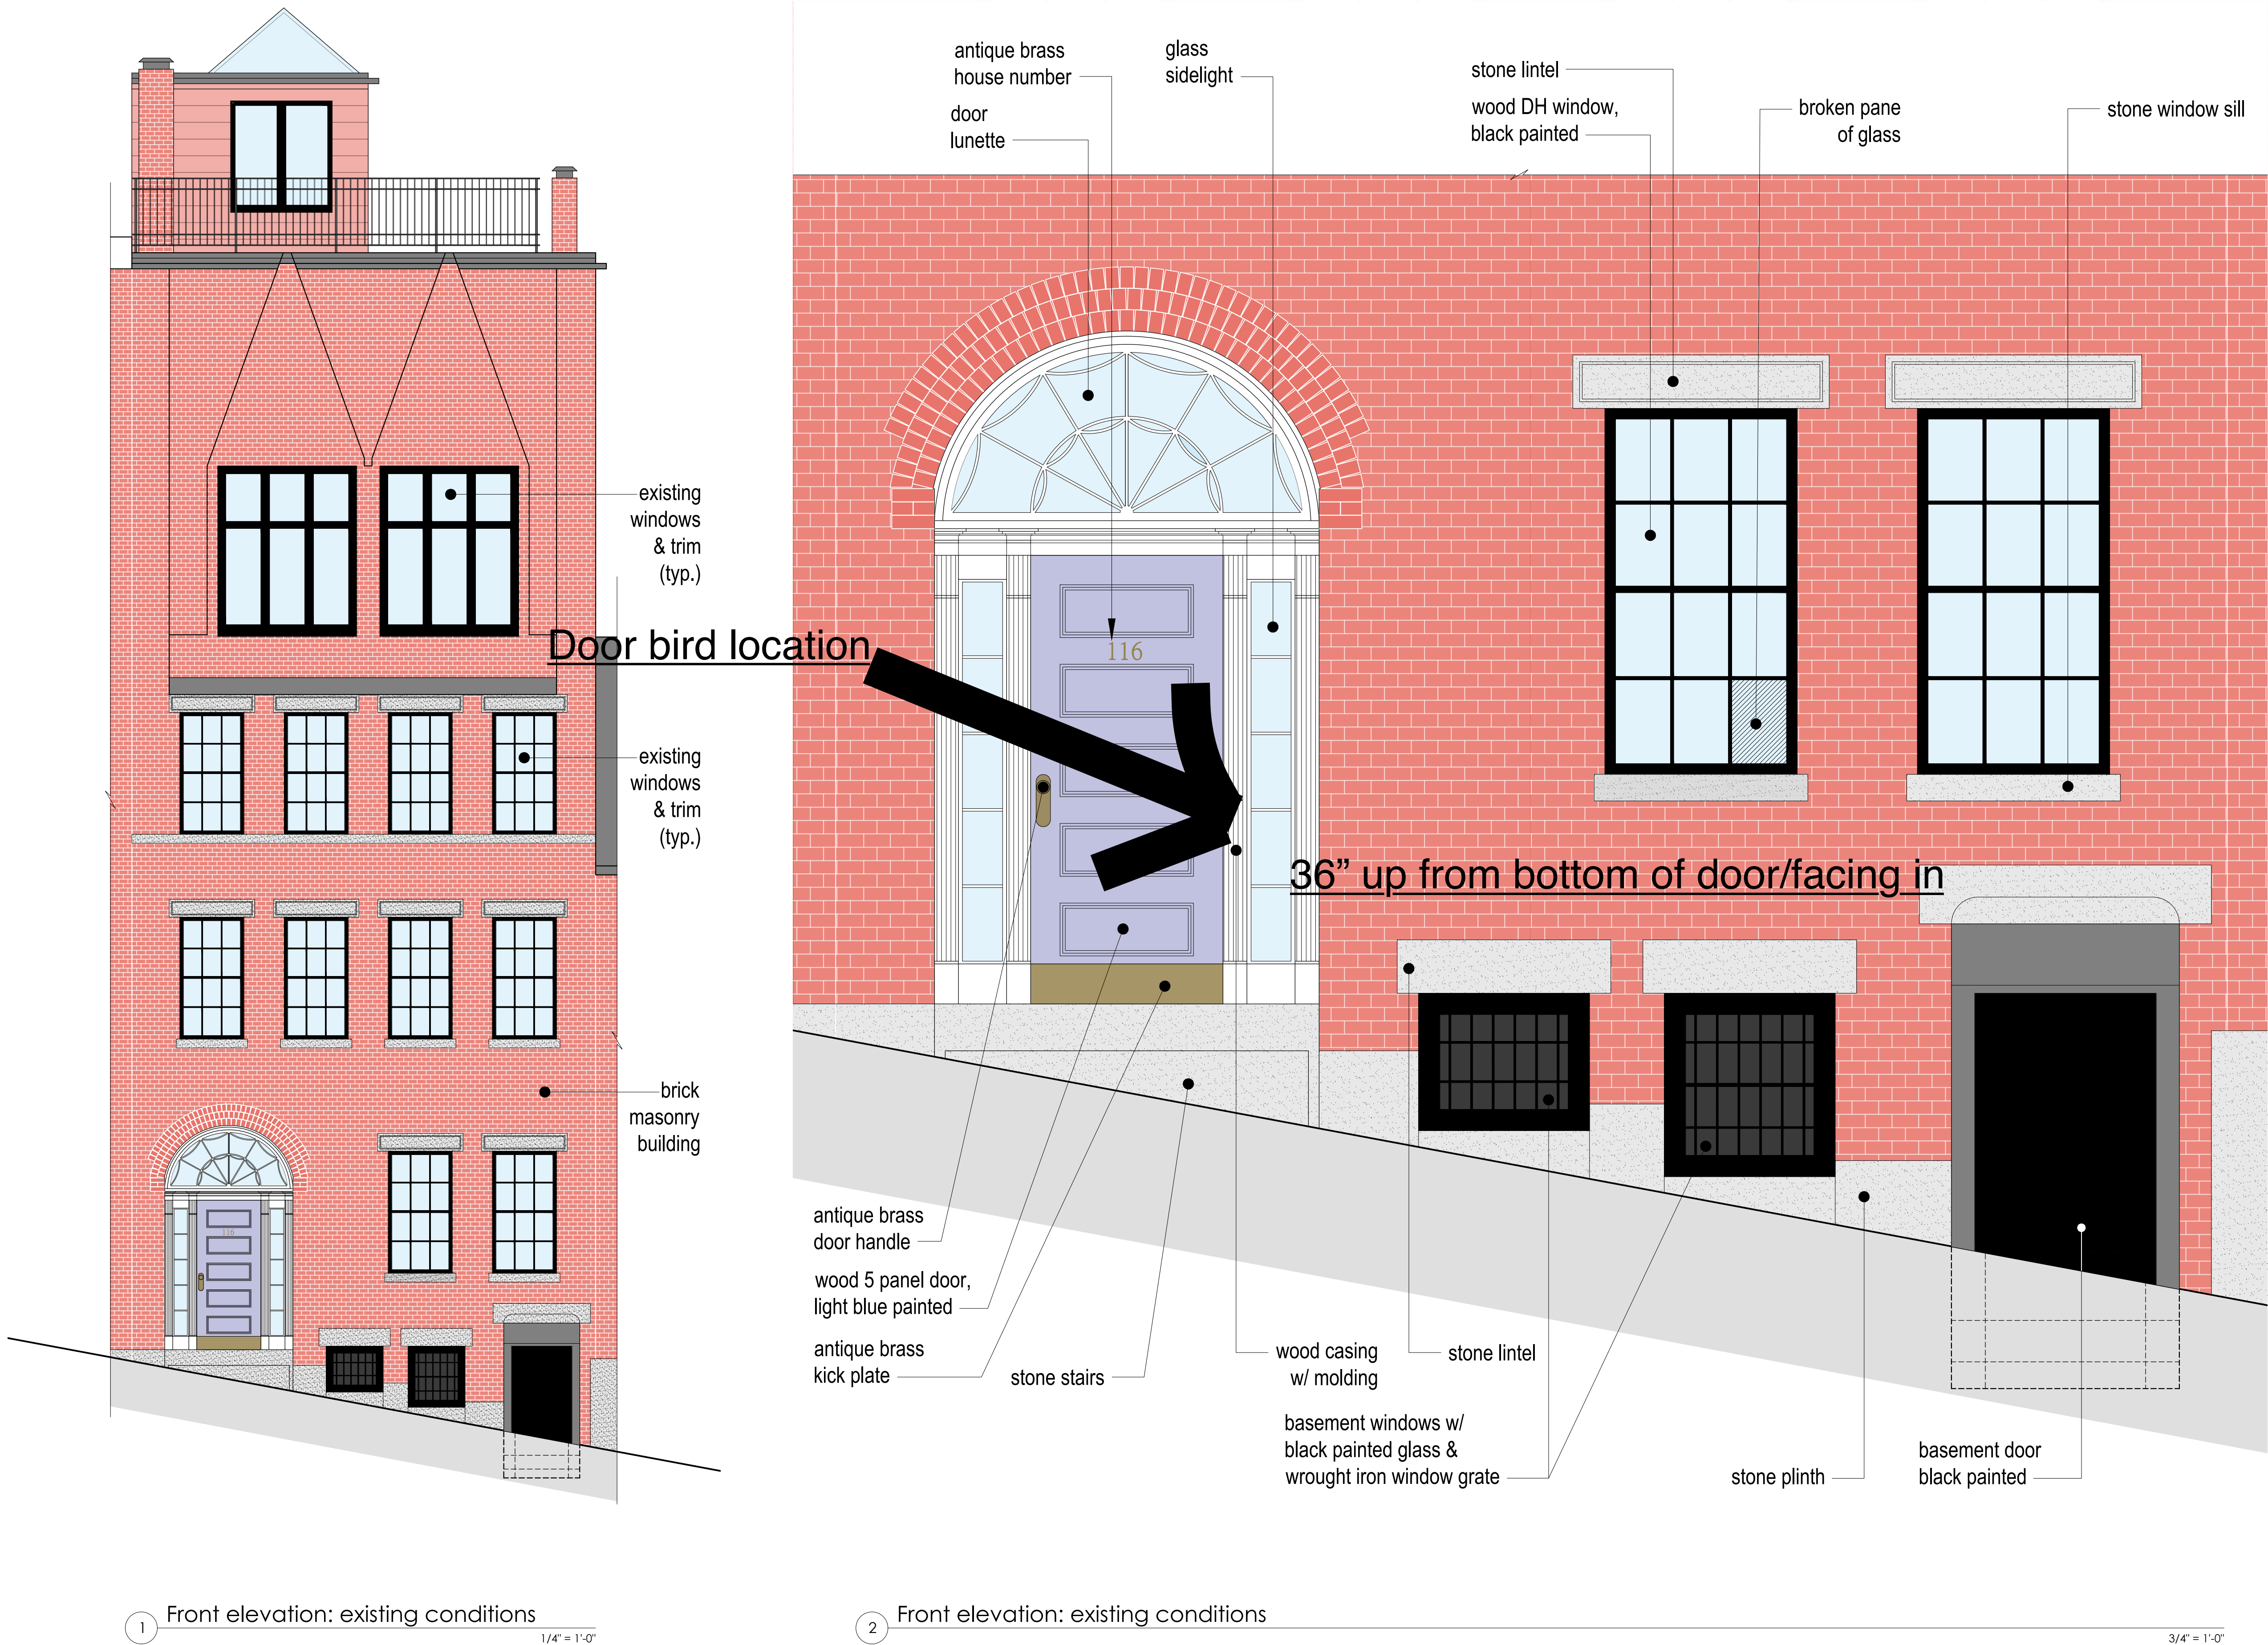 antique brass
house number
door
lunette
glass
sidelight
stone lintel
wood DH window,
black painted
broken pane
of glass
stone window sill
existing
windows
& trim
(typ.)
Door bird location
116
existing
windows
& trim
(typ.)
36” up from bottom of door/facing in
brick
masonry
building
116
antique brass
door handle
wood 5 panel door,
light blue painted
antique brass
kick plate
stone stairs
wood casing
w/ molding
stone lintel
basement windows w/
black painted glass &
wrought iron window grate
stone plinth
basement door
black painted
1
Front elevation: existing conditions
1/4" = 1'-0"
2
Front elevation: existing conditions
3/4" = 1'-0"